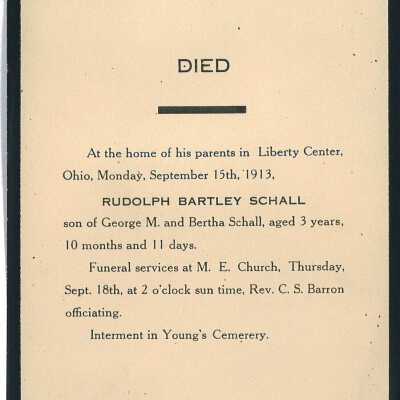 DIED
At the home of his parents in Liberty Center,
Ohio, Monday, September 15th, 1913,
RUDOLPH BARTLEY SCHALL
son of George M. and Bertha Schall, aged 3 years,
10 months and 11 days.
Funeral services at M. E. Church, Thursday,
Sept. 18th, at 2 o'clock sun time, Rev. C. S. Barron
officiating.
Interment in Young's Cemerery.